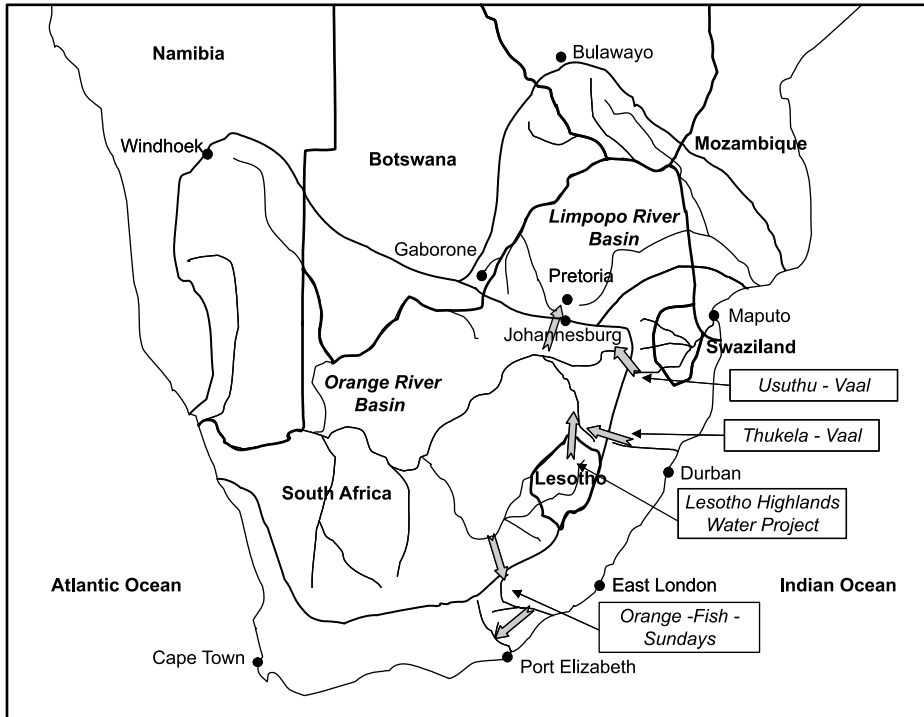 Namibia
Bulawayo
Windhoek
Botswana
Mozambique
Limpopo River
Basin
Gaborone
Pretoria
Maputo
Johannesburg
Swaziland
Orange River
Basin
Usuthu - Vaal
Thukela - Vaal
South Africa
Lesotho
Durban
Lesotho Highlands
Water Project
Atlantic Ocean
East London
Indian Ocean
Orange -Fish -
Sundays
Cape Town
Port Elizabeth